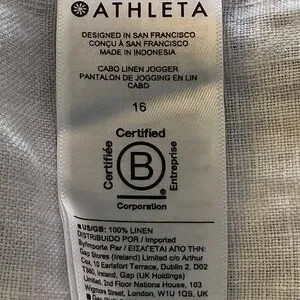 ATHLETA
DESIGNED IN SAN FRANCISCO
CONÇU À SAN FRANCISCO
MADE IN INDONESIA
CABO LINEN JOGGER
PANTALON DE JOGGING EN LIN
CABO
16
Certified
Certifiée
B
Entreprise
Corporation
US/GB: 100% LINEN
DISTRIBUIDO POR / Imported
By/Importe Par / ΕΙΣΑΓΕΤΑΙ ΑΠΟ ΤΗΝ:
Gap Stores (Ireland) Limited c/o Arthur
Cox, 10 Earlsfort Terrace, Dublin 2, D02
T380, Ireland, Gap (UK Holdings)
Limited, 2nd Floor Nations House, 103
Wigmore Street, London, W1U 1QS, UK